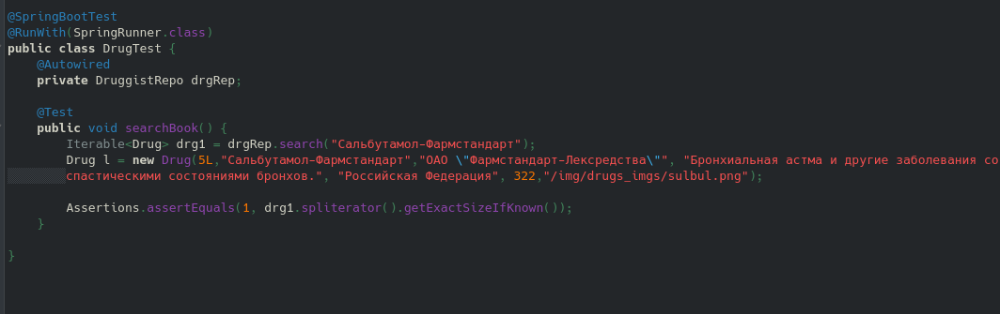 @SpringBootTest
@RunWith(SpringRunner.class)
public class DrugTest {
    @Autowired
    private DruggistRepo drgRep;

    @Test
    public void searchBook() {
        Iterable<Drug> drg1 = drgRep.search("Сальбутамол-Фармстандарт");
        Drug l = new Drug(5L,"Сальбутамол-Фармстандарт","ОАО \"Фармстандарт-Лексредства\"", "Бронхиальная астма и другие заболевания со
        спастическими состояниями бронхов.", "Российская Федерация", 322,"/img/drugs_imgs/sulbul.png");

        Assertions.assertEquals(1, drg1.spliterator().getExactSizeIfKnown());
    }

}